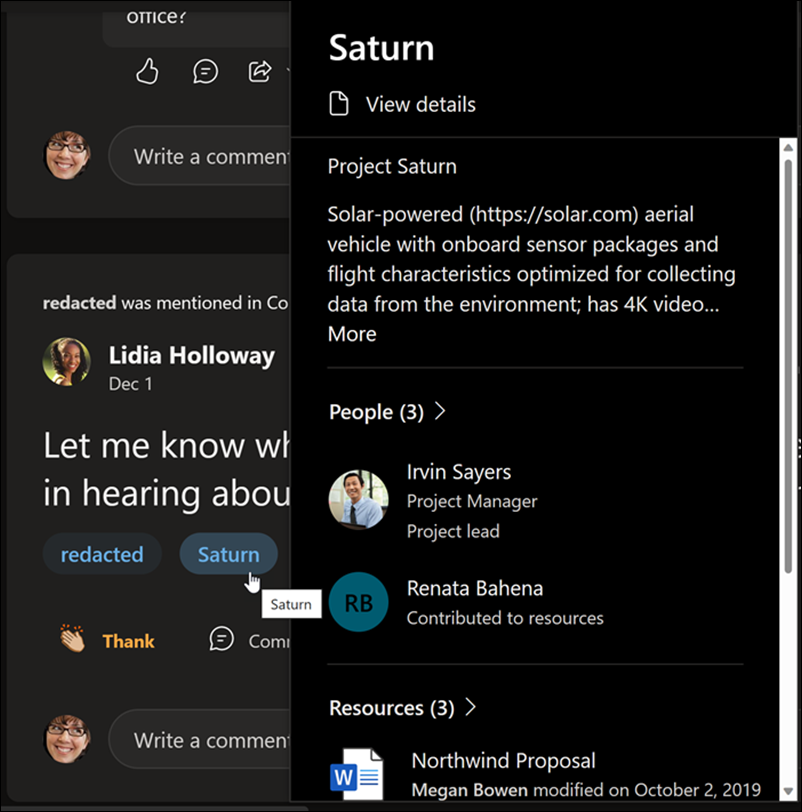 office?
Write a comment
redacted was mentioned in Co
Lidia Holloway
Dec 1
Let me know wh
in hearing abou
redacted
Saturn
Saturn
Thank
Comm
Write a comment
Saturn
View details
Project Saturn
Solar-powered (https://solar.com) aerial
vehicle with onboard sensor packages and
flight characteristics optimized for collecting
data from the environment; has 4K video...
More
People (3)
Irvin Sayers
Project Manager
Project lead
RB
Renata Bahena
Contributed to resources
Resources (3)
W
Northwind Proposal
Megan Bowen modified on October 2, 2019